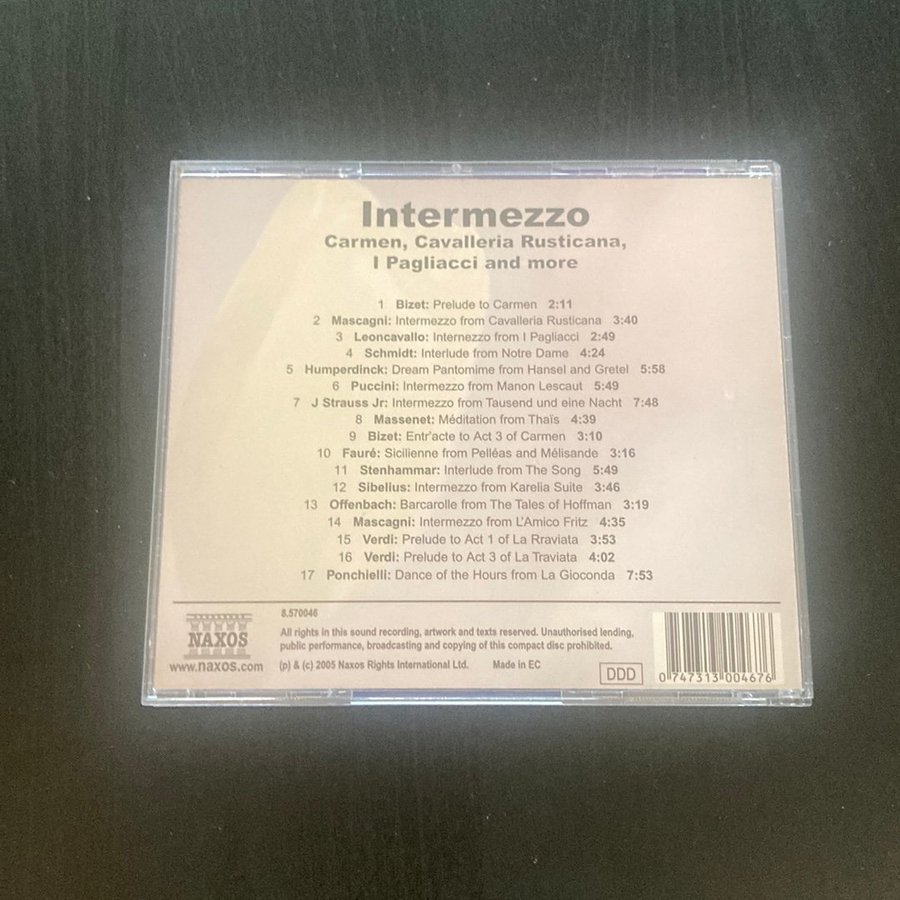 Intermezzo
Carmen, Cavalleria Rusticana,
I Pagliacci and more
1 Bizet: Prelude to Carmen 2:11
2 Mascagni: Intermezzo from Cavalleria Rusticana 3:40
3 Leoncavallo: Internezzo from I Pagliacci 2:49
4 Schmidt: Interlude from Notre Dame 4:24
5 Humperdinck: Dream Pantomime from Hansel and Gretel 5:58
6 Puccini: Intermezzo from Manon Lescaut 5:49
7 J Strauss Jr: Intermezzo from Tausend und eine Nacht 7:48
8 Massenet: Méditation from Thaïs 4:39
9 Bizet: Entr'acte to Act 3 of Carmen 3:10
10 Fauré: Sicilienne from Pelléas and Mélisande 3:16
11 Stenhammar: Interlude from The Song 5:49
12 Sibelius: Intermezzo from Karelia Suite 3:46
13 Offenbach: Barcarolle from The Tales of Hoffman 3:19
14 Mascagni: Intermezzo from L'Amico Fritz 4:35
15 Verdi: Prelude to Act 1 of La Rraviata 3:53
16 Verdi: Prelude to Act 3 of La Traviata 4:02
17 Ponchielli: Dance of the Hours from La Gioconda 7:53
8.570046
NAXOS
www.naxos.com
All rights in this sound recording, artwork and texts reserved. Unauthorised lending,
public performance, broadcasting and copying of this compact disc prohibited.
(p) & (c) 2005 Naxos Rights International Ltd. Made in EC
DDD
0 747313 004676